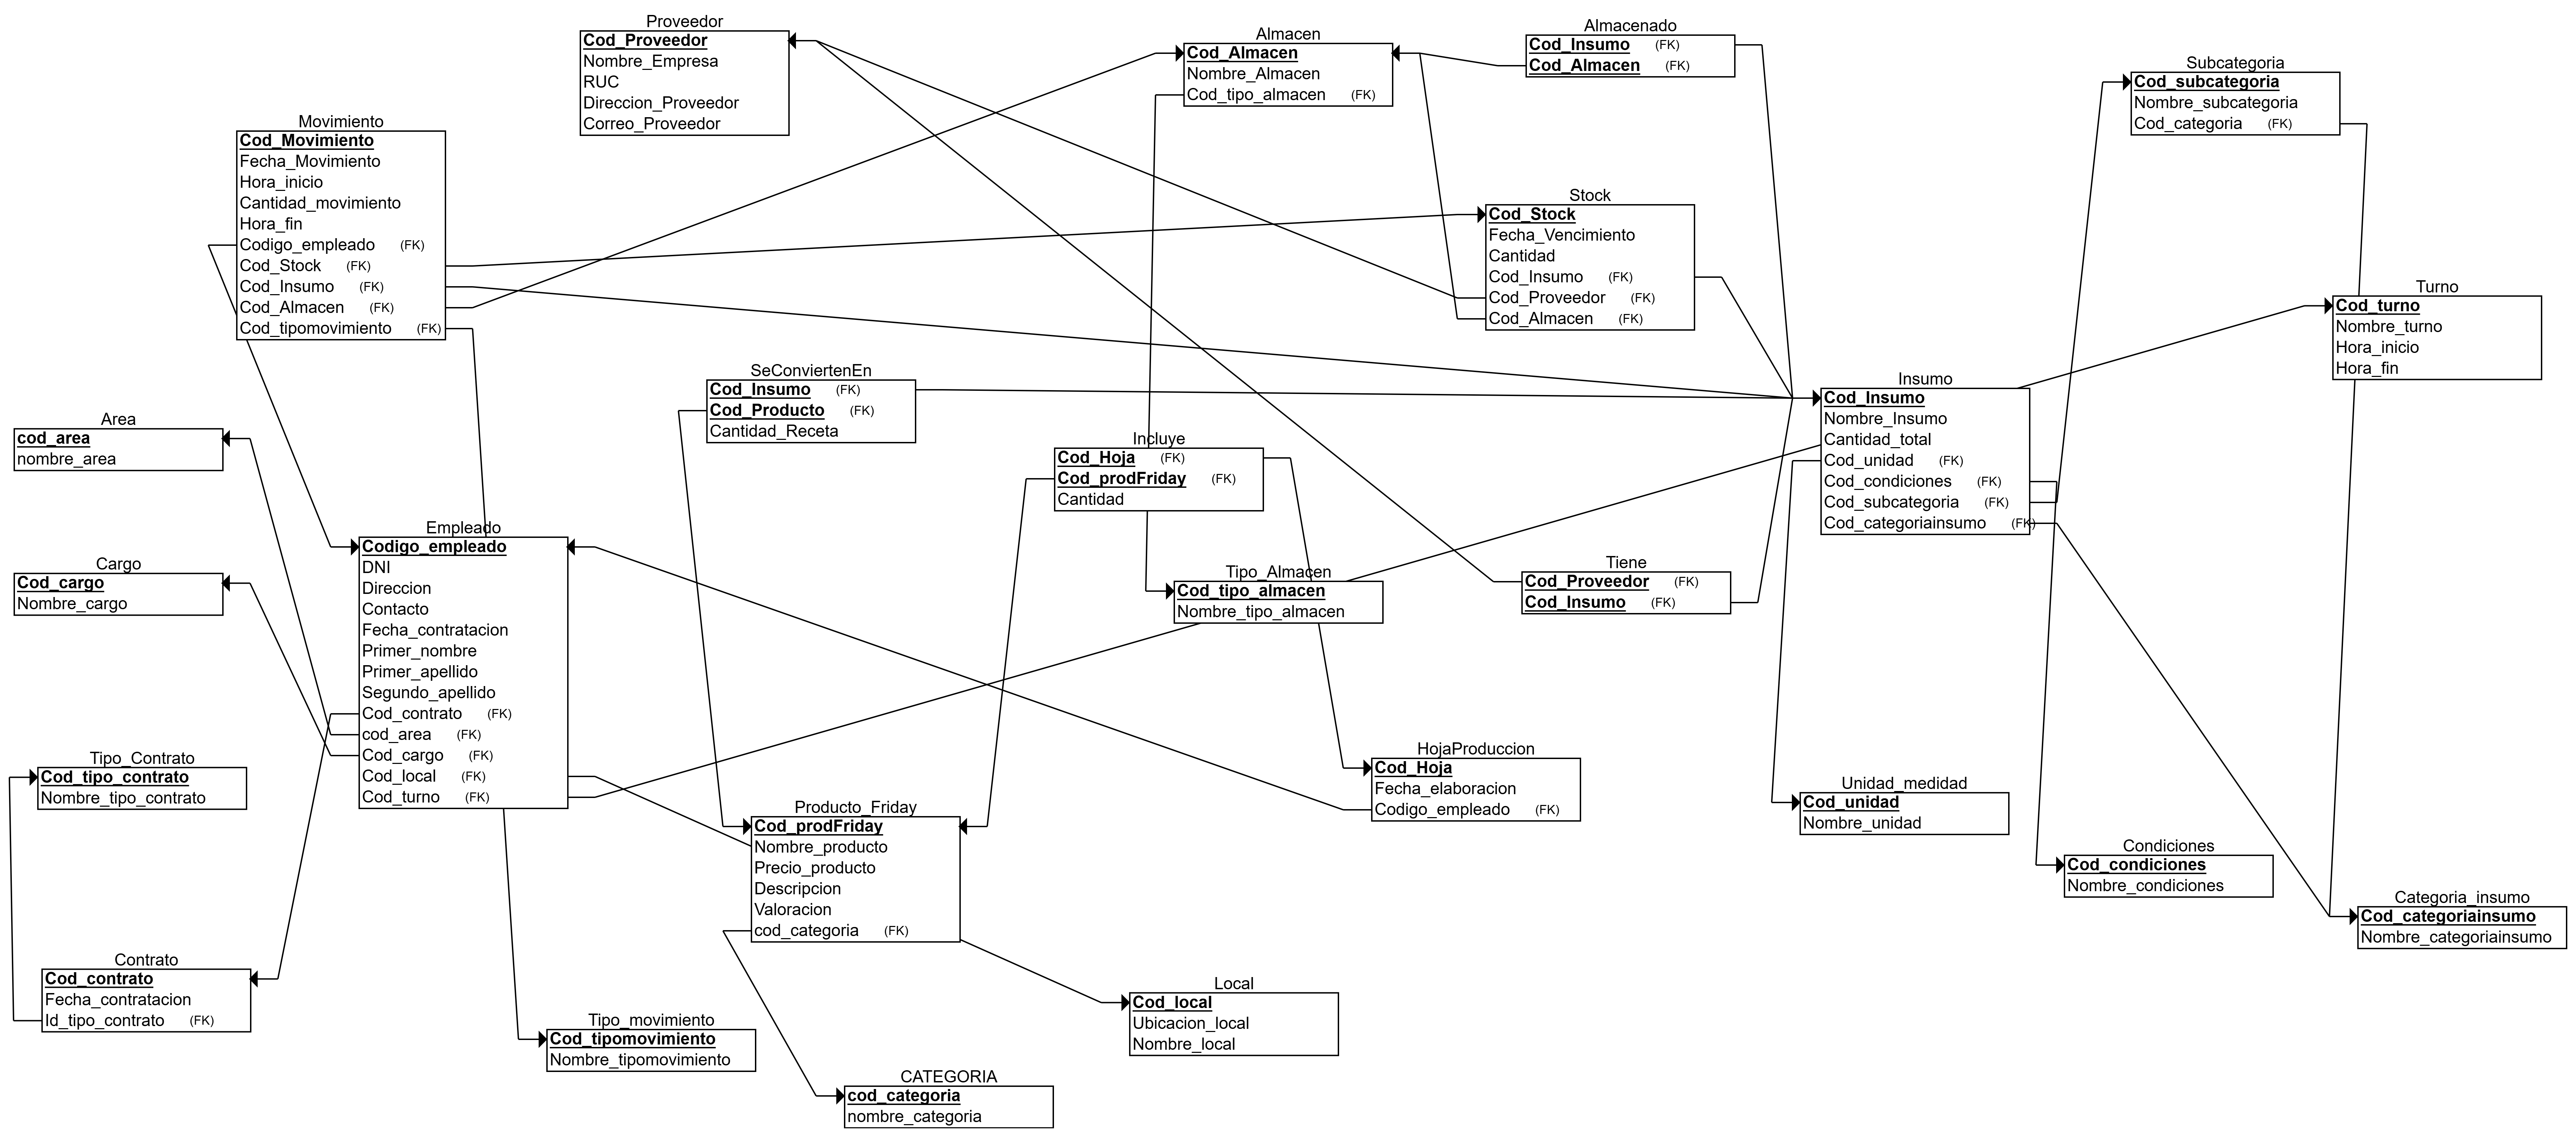 Proveedor
Cod_Proveedor
Nombre_Empresa
RUC
Direccion_Proveedor
Correo_Proveedor
Almacen
Cod_Almacen
Nombre_Almacen
Cod_tipo_almacen (FK)
Almacenado
Cod_Insumo (FK)
Cod_Almacen (FK)
Subcategoria
Cod_subcategoria
Nombre_subcategoria
Cod_categoria (FK)
Movimiento
Cod_Movimiento
Fecha_Movimiento
Hora_inicio
Cantidad_movimiento
Hora_fin
Codigo_empleado (FK)
Cod_Stock (FK)
Cod_Insumo (FK)
Cod_Almacen (FK)
Cod_tipomovimiento (FK)
Stock
Cod_Stock
Fecha_Vencimiento
Cantidad
Cod_Insumo (FK)
Cod_Proveedor (FK)
Cod_Almacen (FK)
Turno
Cod_turno
Nombre_turno
Hora_inicio
Hora_fin
SeConviertenEn
Cod_Insumo (FK)
Cod_Producto (FK)
Cantidad_Receta
Insumo
Cod_Insumo
Nombre_Insumo
Cantidad_total
Cod_unidad (FK)
Cod_condiciones (FK)
Cod_subcategoria (FK)
Cod_categoriainsumo (FK)
Area
cod_area
nombre_area
Incluye
Cod_Hoja (FK)
Cod_prodFriday (FK)
Cantidad
Empleado
Codigo_empleado
DNI
Direccion
Contacto
Fecha_contratacion
Primer_nombre
Primer_apellido
Segundo_apellido
Cod_contrato (FK)
cod_area (FK)
Cod_cargo (FK)
Cod_local (FK)
Cod_turno (FK)
Cargo
Cod_cargo
Nombre_cargo
Tipo_Almacen
Cod_tipo_almacen
Nombre_tipo_almacen
Tiene
Cod_Proveedor (FK)
Cod_Insumo (FK)
Tipo_Contrato
Cod_tipo_contrato
Nombre_tipo_contrato
HojaProduccion
Cod_Hoja
Fecha_elaboracion
Codigo_empleado (FK)
Unidad_medidad
Cod_unidad
Nombre_unidad
Producto_Friday
Cod_prodFriday
Nombre_producto
Precio_producto
Descripcion
Valoracion
cod_categoria (FK)
Condiciones
Cod_condiciones
Nombre_condiciones
Categoria_insumo
Cod_categoriainsumo
Nombre_categoriainsumo
Contrato
Cod_contrato
Fecha_contratacion
Id_tipo_contrato (FK)
Local
Cod_local
Ubicacion_local
Nombre_local
Tipo_movimiento
Cod_tipomovimiento
Nombre_tipomovimiento
CATEGORIA
cod_categoria
nombre_categoria